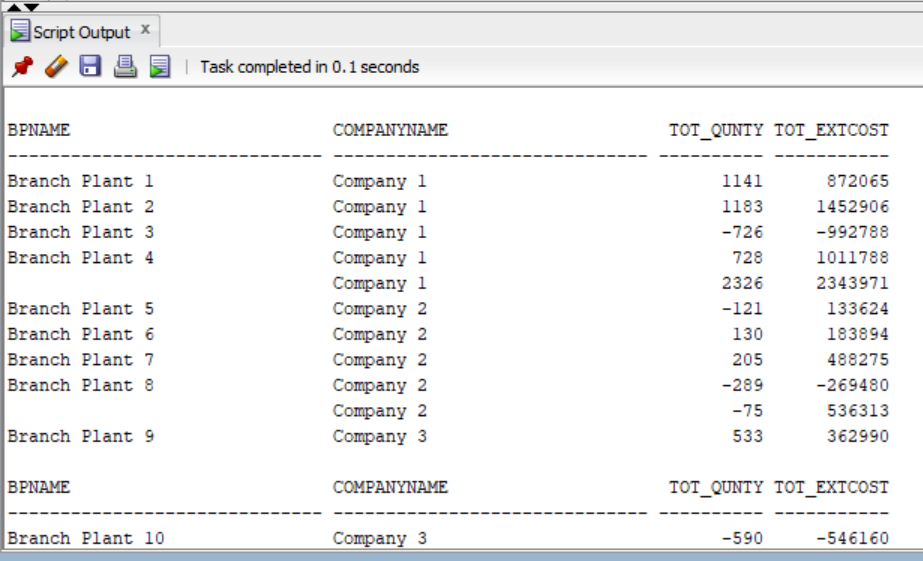 Script Output x
Task completed in 0.1 seconds
BPNAME COMPANYNAME TOT_QUNTY TOT_EXTCOST
------------------------------ ------------------------------ ---------- -----------
Branch Plant 1 Company 1 1141 872065
Branch Plant 2 Company 1 1183 1452906
Branch Plant 3 Company 1 -726 -992788
Branch Plant 4 Company 1 728 1011788
Company 1 2326 2343971
Branch Plant 5 Company 2 -121 133624
Branch Plant 6 Company 2 130 183894
Branch Plant 7 Company 2 205 488275
Branch Plant 8 Company 2 -289 -269480
Company 2 -75 536313
Branch Plant 9 Company 3 533 362990
BPNAME COMPANYNAME TOT_QUNTY TOT_EXTCOST
------------------------------ ------------------------------ ---------- -----------
Branch Plant 10 Company 3 -590 -546160